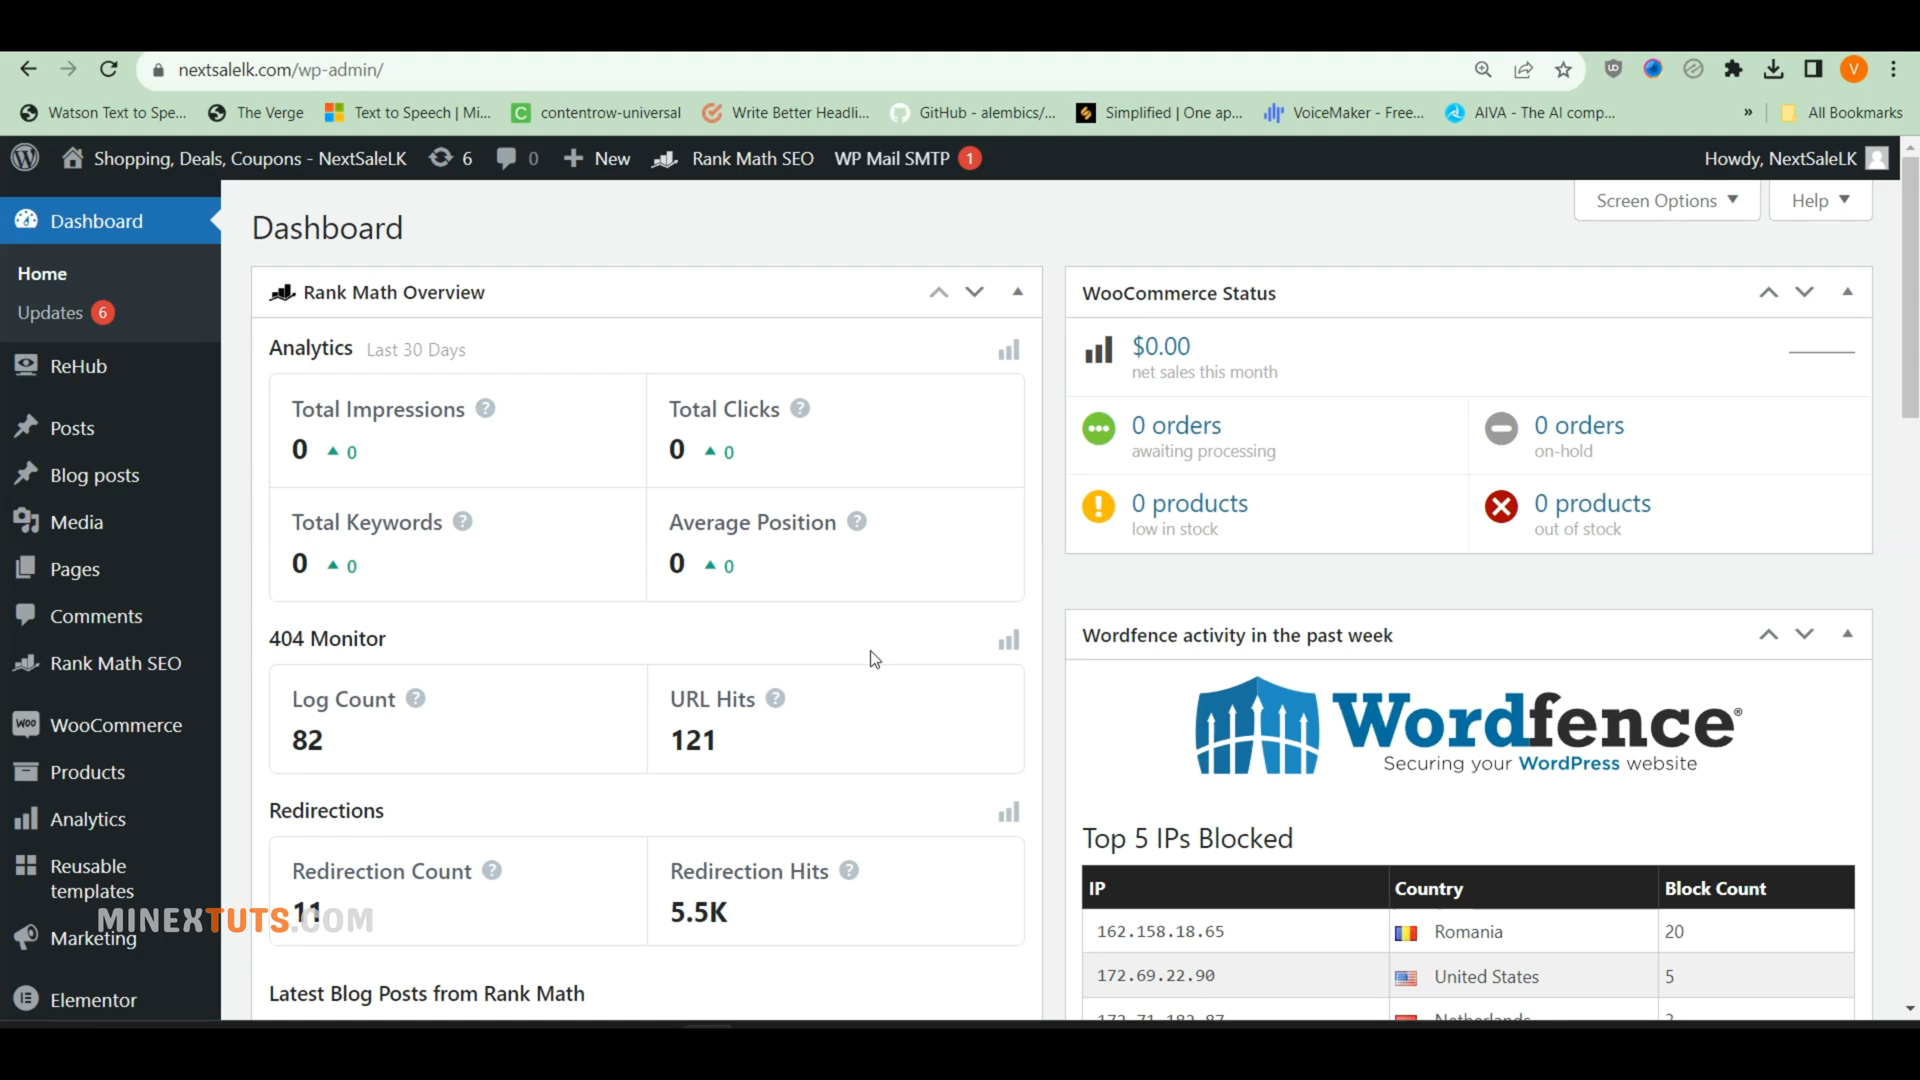 nextsalelk.com/wp-admin/
V
Watson Text to Spe...
The Verge
Text to Speech | Mi...
contentrow-universal
Write Better Headli...
GitHub - alembics/...
Simplified | One ap...
VoiceMaker - Free...
AIVA - The AI comp...
»
All Bookmarks
Shopping, Deals, Coupons - NextSaleLK
6
0
New
Rank Math SEO
WP Mail SMTP 1
Howdy, NextSaleLK
Screen Options
Help
Dashboard
Home
Updates 6
ReHub
Posts
Blog posts
Media
Pages
Comments
Rank Math SEO
WooCommerce
Products
Analytics
Reusable
templates
Marketing
Elementor
MINEXTUTS.COM
Dashboard
Rank Math Overview
Analytics Last 30 Days
Total Impressions ?
0 0
Total Clicks ?
0 0
Total Keywords ?
0 0
Average Position ?
0 0
404 Monitor
Log Count ?
82
URL Hits ?
121
Redirections
Redirection Count ?
11
Redirection Hits ?
5.5K
Latest Blog Posts from Rank Math
WooCommerce Status
$0.00
net sales this month
0 orders
awaiting processing
0 orders
on-hold
0 products
low in stock
0 products
out of stock
Wordfence activity in the past week
Wordfence®
Securing your WordPress website
Top 5 IPs Blocked
IP Country Block Count
162.158.18.65 Romania 20
172.69.22.90 United States 5